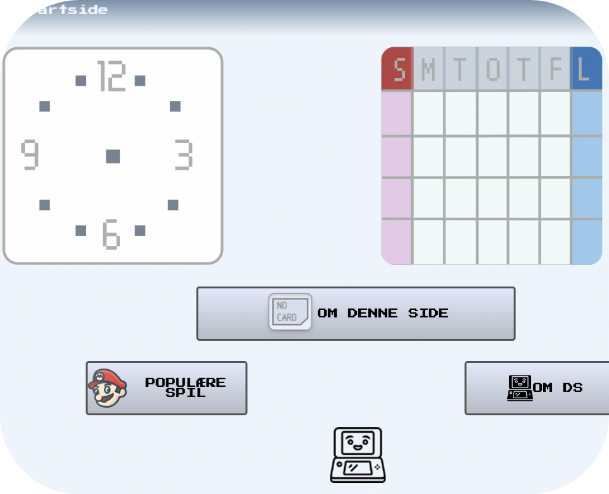 artside
12
9 3
6
S M T O T F L
NO
CARD
OM DENNE SIDE
POPULÆRE
SPIL
OM DS